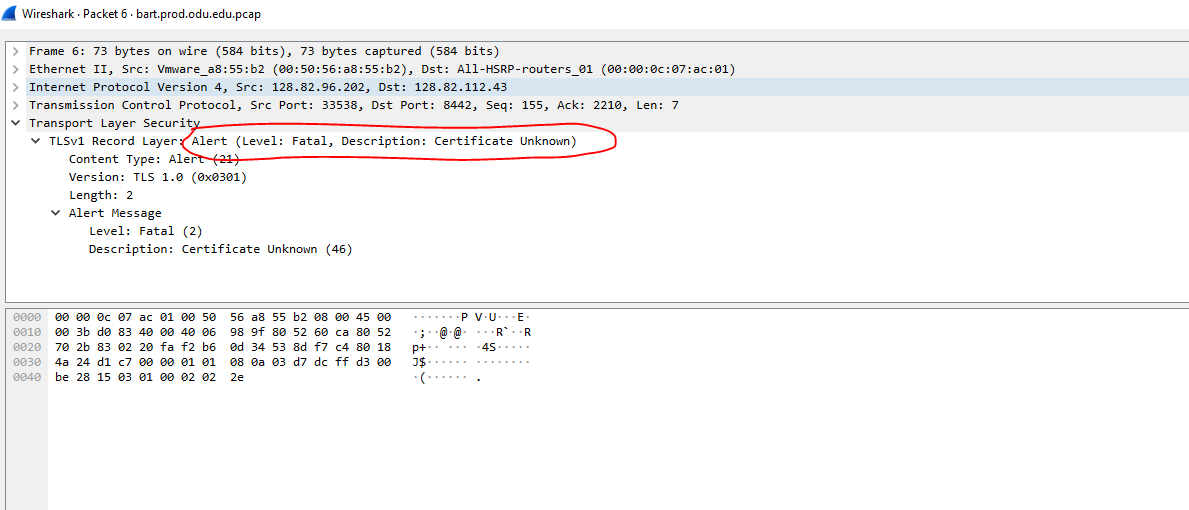 Wireshark · Packet 6 · bart.prod.odu.edu.pcap
Frame 6: 73 bytes on wire (584 bits), 73 bytes captured (584 bits)
Ethernet II, Src: Vmware_a8:55:b2 (00:50:56:a8:55:b2), Dst: All-HSRP-routers_01 (00:00:0c:07:ac:01)
Internet Protocol Version 4, Src: 128.82.96.202, Dst: 128.82.112.43
Transmission Control Protocol, Src Port: 33538, Dst Port: 8442, Seq: 155, Ack: 2210, Len: 7
Transport Layer Security
TLSv1 Record Layer: Alert (Level: Fatal, Description: Certificate Unknown)
Content Type: Alert (21)
Version: TLS 1.0 (0x0301)
Length: 2
Alert Message
Level: Fatal (2)
Description: Certificate Unknown (46)
0000 00 00 0c 07 ac 01 00 50 56 a8 55 b2 08 00 45 00 ·······P V·U···E·
0010 00 3b d0 83 40 00 40 06 98 9f 80 52 60 ca 80 52 ·;··@·@· ···R`··R
0020 70 2b 83 02 20 fa f2 b6 0d 34 53 8d f7 c4 80 18 p+·· ··· ·4S·····
0030 4a 24 d1 c7 00 00 01 01 08 0a 03 d7 dc ff d3 00 J$······ ········
0040 be 28 15 03 01 00 02 02 2e ·(······ .